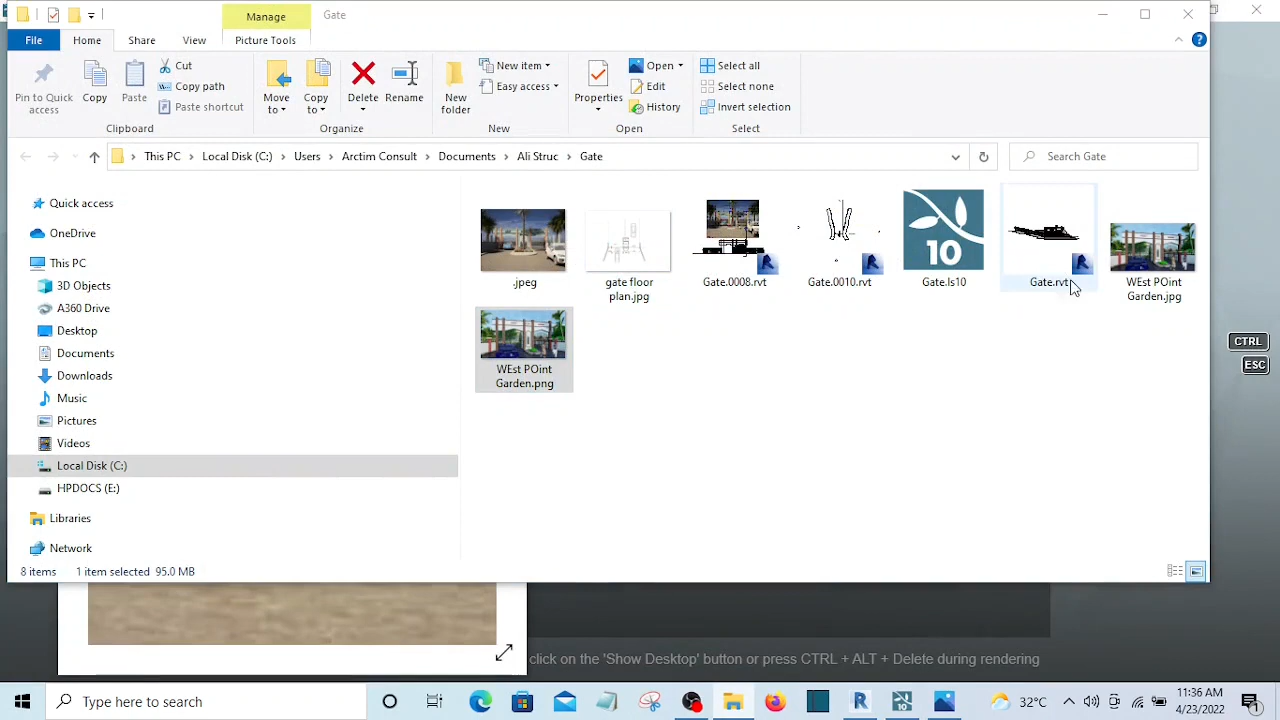 Manage
Gate
File
Home
Share
View
Picture Tools
Pin to Quick access
Copy
Paste
Cut
Copy path
Paste shortcut
Clipboard
Move to
Copy to
Delete
Rename
Organize
New folder
New item
Easy access
New
Properties
Open
Edit
History
Open
Select all
Select none
Invert selection
Select
This PC
Local Disk (C:)
Users
Arctim Consult
Documents
Ali Struc
Gate
Search Gate
Quick access
OneDrive
This PC
3D Objects
A360 Drive
Desktop
Documents
Downloads
Music
Pictures
Videos
Local Disk (C:)
HPDOCS (E:)
Libraries
Network
.jpeg
gate floor
plan.jpg
Gate.0008.rvt
Gate.0010.rvt
10
Gate.ls10
Gate.rvt
WEst POint
Garden.jpg
WEst POint
Garden.png
CTRL
ESC
8 items
1 item selected 95.0 MB
click on the 'Show Desktop' button or press CTRL + ALT + Delete during rendering
Type here to search
R
10
32°C
11:36 AM
4/23/2022
1